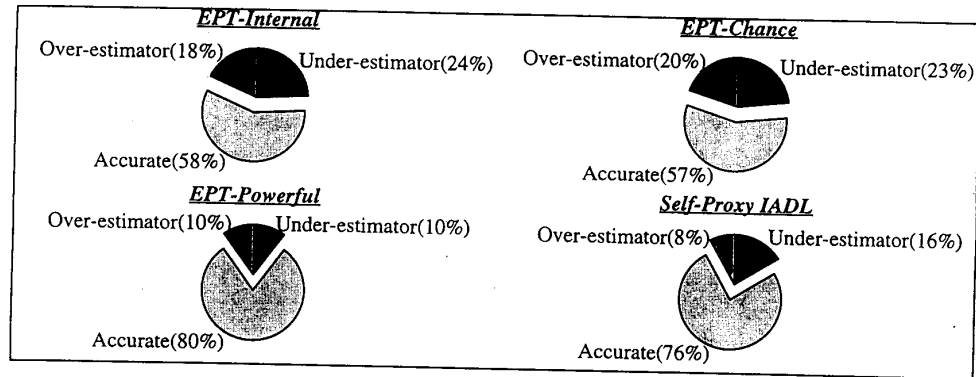 EPT-Internal
Over-estimator(18%)
Under-estimator(24%)
Accurate(58%)
EPT-Chance
Over-estimator(20%)
Under-estimator(23%)
Accurate(57%)
EPT-Powerful
Over-estimator(10%)
Under-estimator(10%)
Accurate(80%)
Self-Proxy IADL
Over-estimator(8%)
Under-estimator(16%)
Accurate(76%)